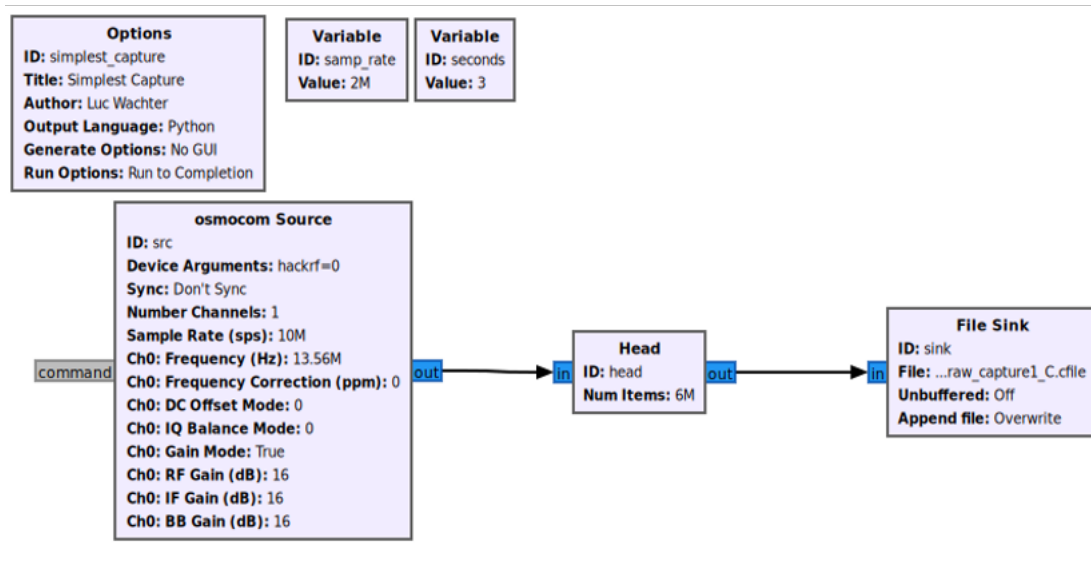 Options
ID: simplest_capture
Title: Simplest Capture
Author: Luc Wachter
Output Language: Python
Generate Options: No GUI
Run Options: Run to Completion
Variable
ID: samp_rate
Value: 2M
Variable
ID: seconds
Value: 3
osmocom Source
ID: src
Device Arguments: hackrf=0
Sync: Don't Sync
Number Channels: 1
Sample Rate (sps): 10M
Ch0: Frequency (Hz): 13.56M
Ch0: Frequency Correction (ppm): 0
Ch0: DC Offset Mode: 0
Ch0: IQ Balance Mode: 0
Ch0: Gain Mode: True
Ch0: RF Gain (dB): 16
Ch0: IF Gain (dB): 16
Ch0: BB Gain (dB): 16
command
out
in
Head
ID: head
Num Items: 6M
out
in
File Sink
ID: sink
File: ...raw_capture1_C.cfile
Unbuffered: Off
Append file: Overwrite